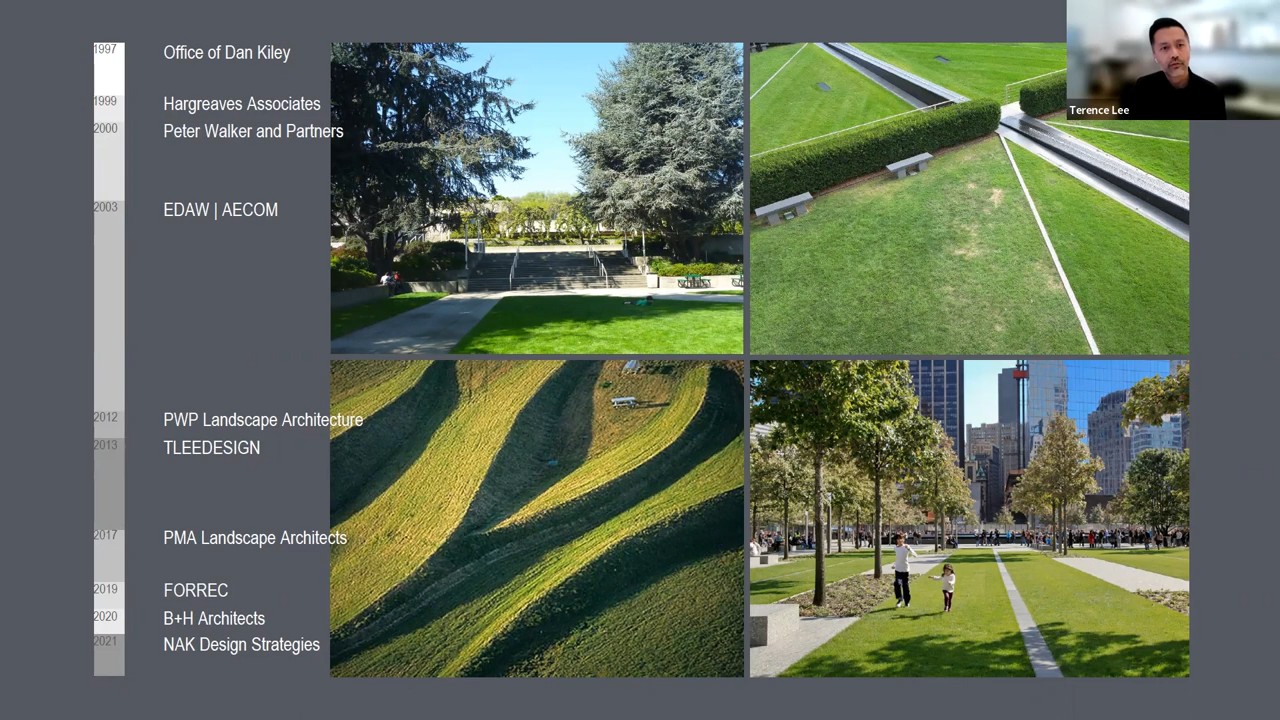 1997 Office of Dan Kiley
1999 Hargreaves Associates
2000 Peter Walker and Partners
2003 EDAW | AECOM
2012 PWP Landscape Architecture
2013 TLEEDESIGN
2017 PMA Landscape Architects
2019 FORREC
2020 B+H Architects
2021 NAK Design Strategies
Terence Lee